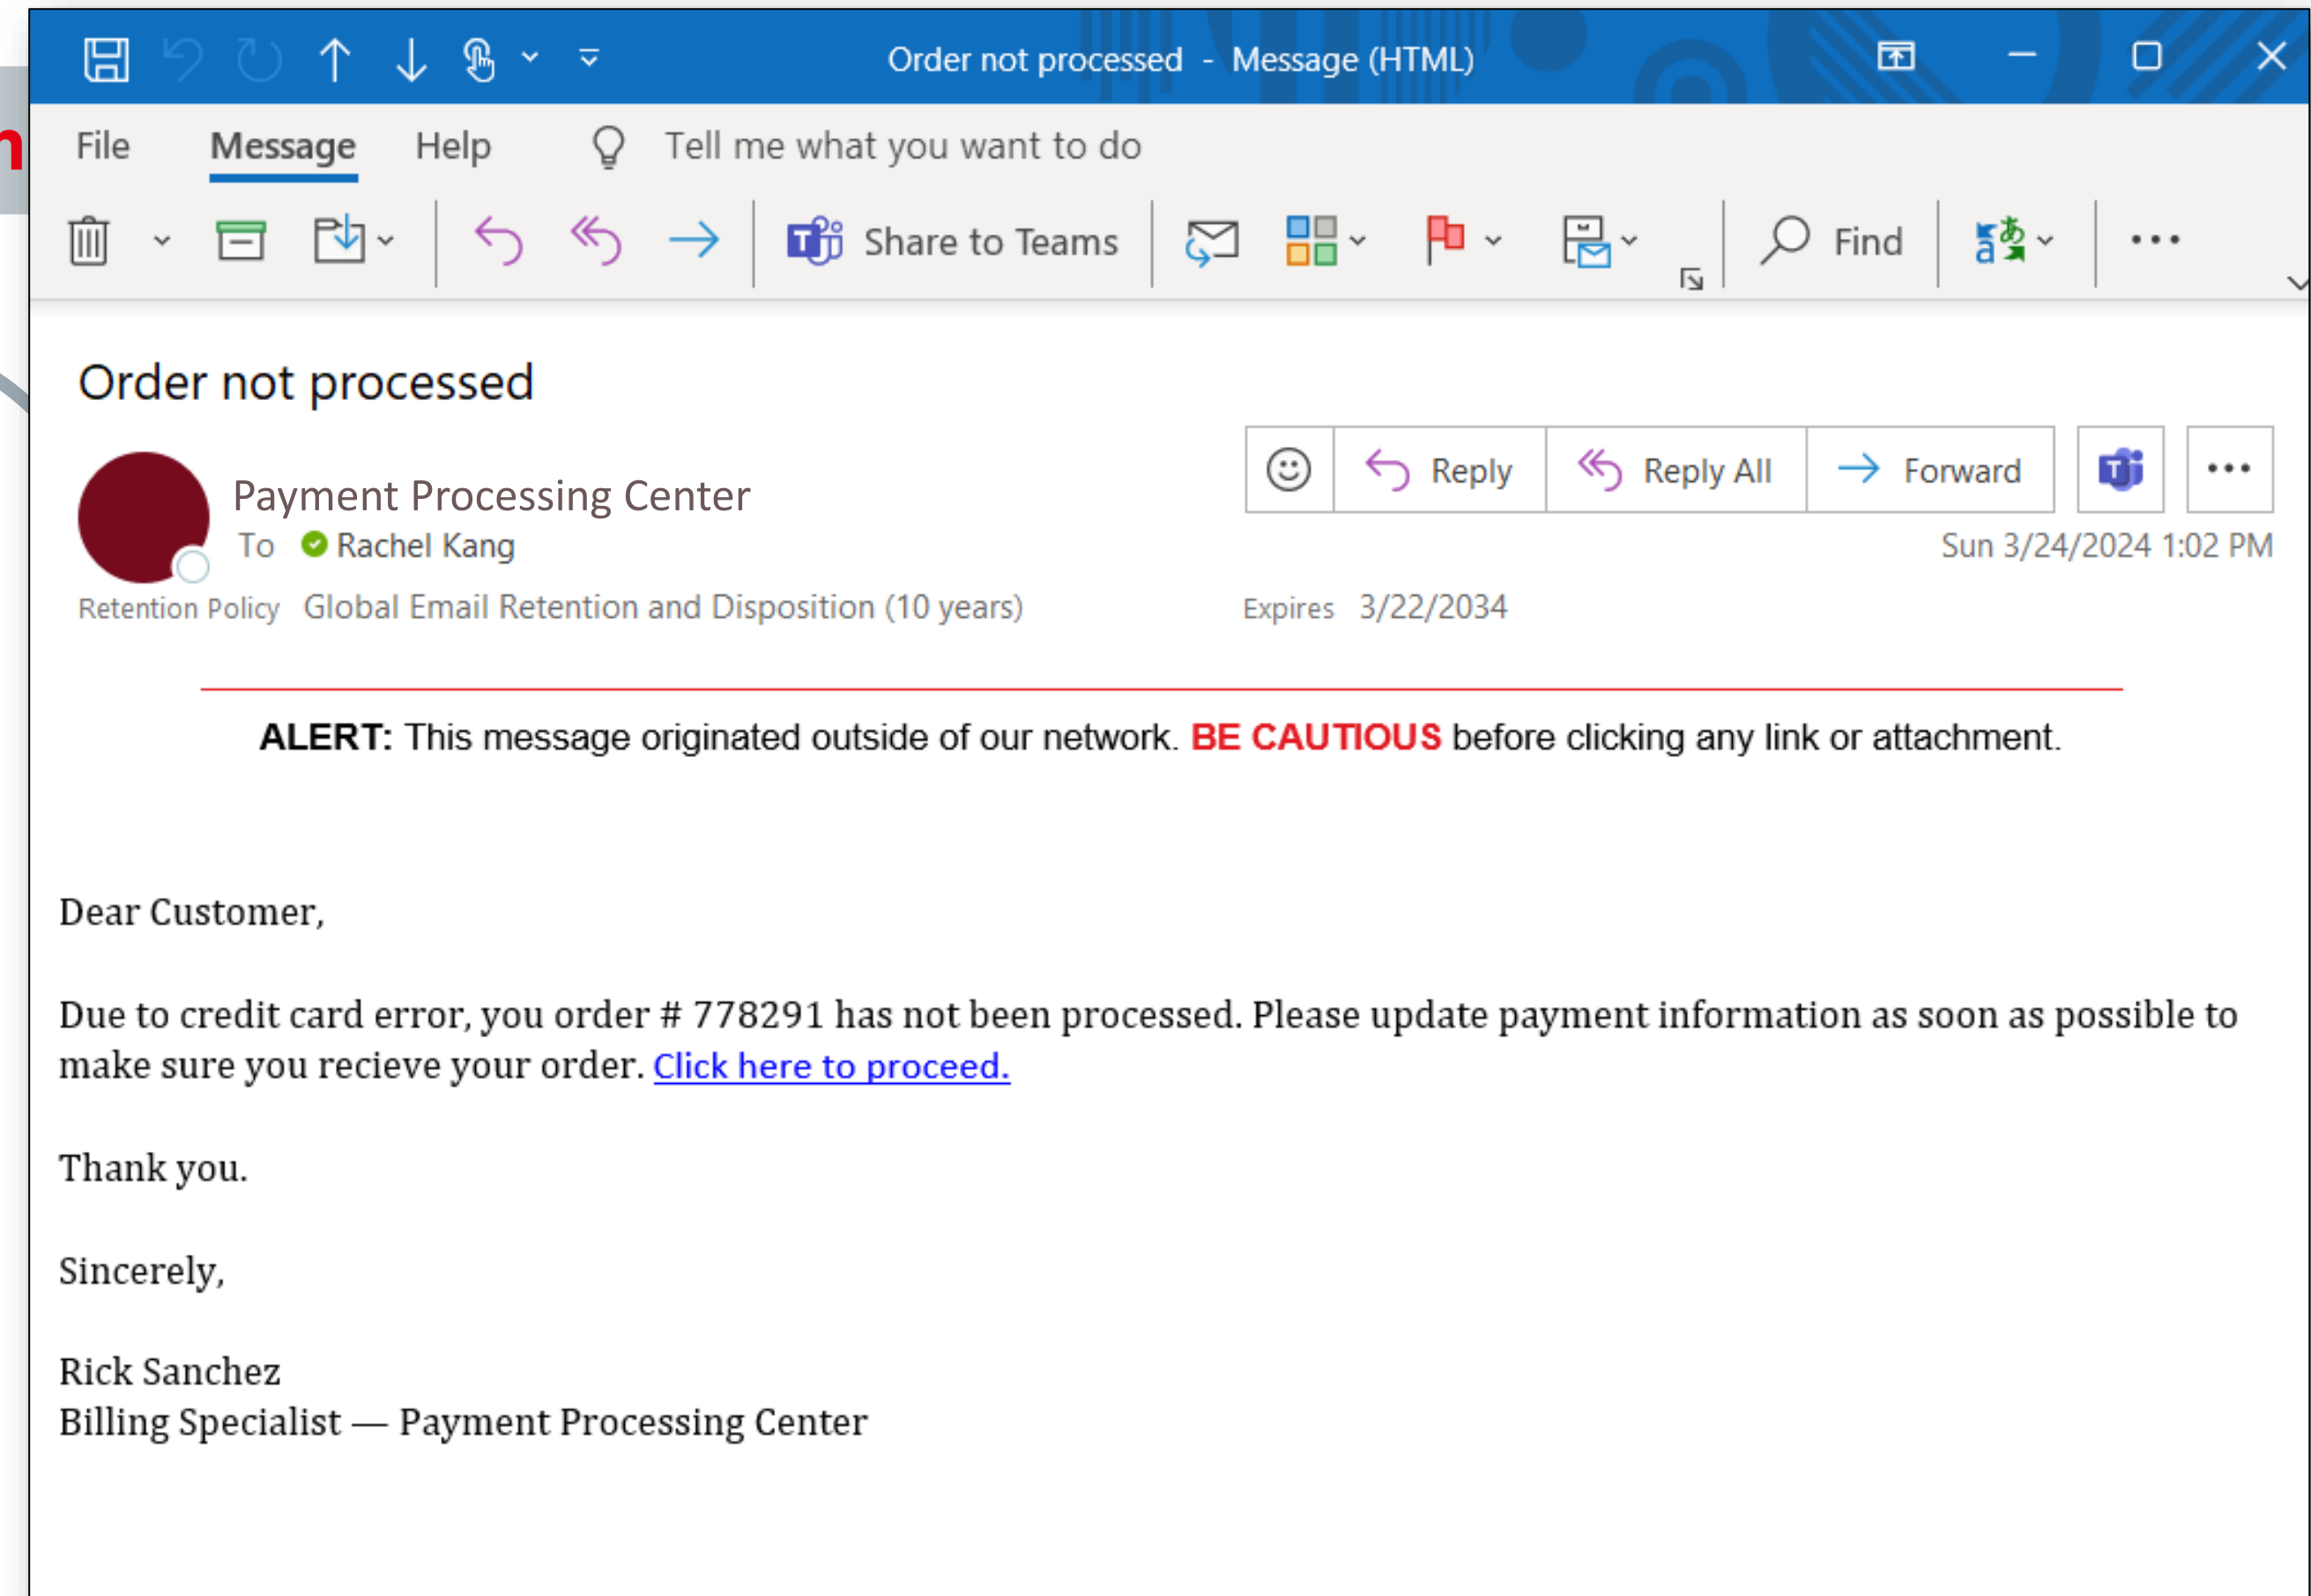 Order not processed - Message (HTML)
File Message Help Tell me what you want to do
Share to Teams Find
Order not processed
Payment Processing Center
Reply Reply All Forward
To Rachel Kang
Sun 3/24/2024 1:02 PM
Retention Policy Global Email Retention and Disposition (10 years) Expires 3/22/2034
ALERT: This message originated outside of our network. BE CAUTIOUS before clicking any link or attachment.
Dear Customer,
Due to credit card error, you order # 778291 has not been processed. Please update payment information as soon as possible to
make sure you recieve your order. Click here to proceed.
Thank you.
Sincerely,
Rick Sanchez
Billing Specialist — Payment Processing Center